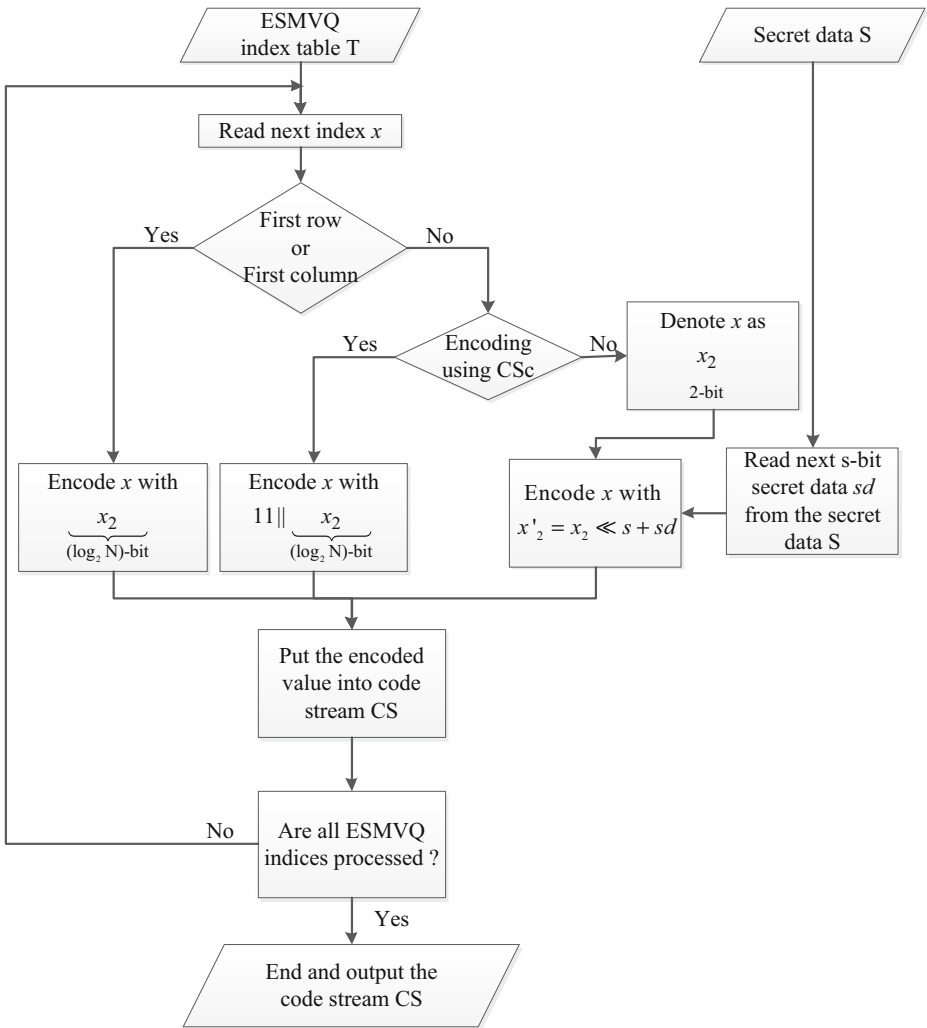 ESMVQ
index table T
Secret data S
Read next index x
First row
or
First column
Yes
No
Encoding
using CSc
Yes
No
Denote x as
x₂
2-bit
Encode x with
x₂
(log₂ N)-bit
Encode x with
11|| x₂
(log₂ N)-bit
Encode x with
x'₂ = x₂ ≪ s + sd
Read next s-bit
secret data sd
from the secret
data S
Put the encoded
value into code
stream CS
Are all ESMVQ
indices processed ?
No
Yes
End and output the
code stream CS